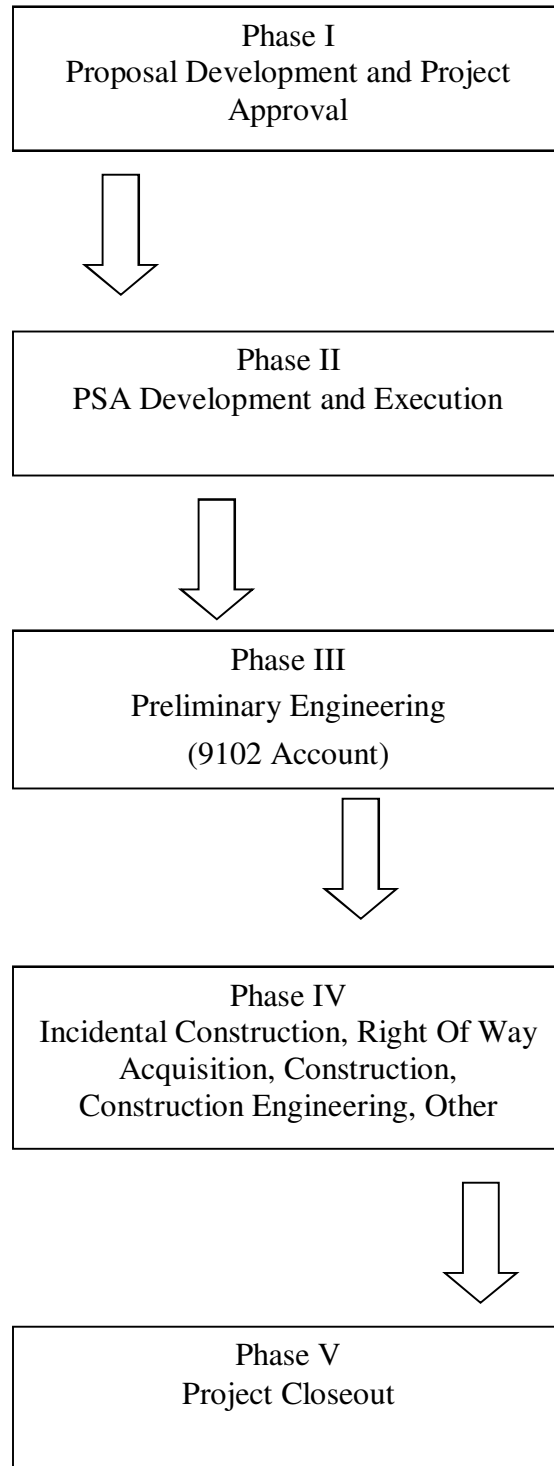 Phase I
Proposal Development and Project
Approval
Phase II
PSA Development and Execution
Phase III
Preliminary Engineering
(9102 Account)
Phase IV
Incidental Construction, Right Of Way
Acquisition, Construction,
Construction Engineering, Other
Phase V
Project Closeout